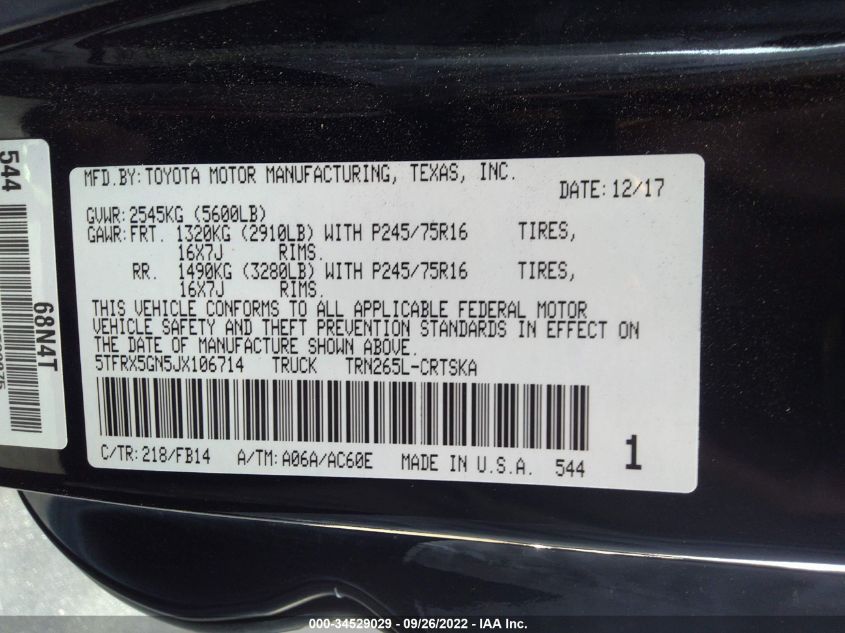 MFD.BY:TOYOTA MOTOR MANUFACTURING, TEXAS, INC.
DATE:12/17
GVWR:2545KG (5600LB)
GAWR:FRT. 1320KG (2910LB) WITH P245/75R16 TIRES,
16X7J RIMS.
RR. 1490KG (3280LB) WITH P245/75R16 TIRES,
16X7J RIMS.
THIS VEHICLE CONFORMS TO ALL APPLICABLE FEDERAL MOTOR
VEHICLE SAFETY AND THEFT PREVENTION STANDARDS IN EFFECT ON
THE DATE OF MANUFACTURE SHOWN ABOVE.
5TFRX5GN5JX106714 TRUCK TRN265L-CRTSKA
C/TR:218/FB14 A/TM:A06A/AC60E MADE IN U.S.A. 544 1
544
68N4T
000-34529029 - 09/26/2022 - IAA Inc.